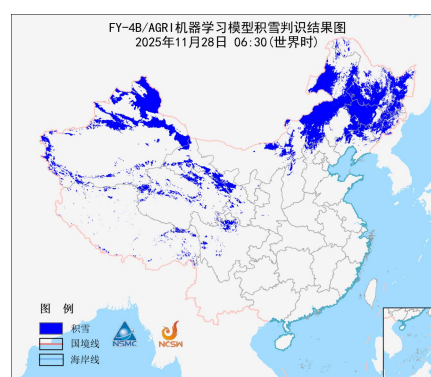 FY-4B/AGRI机器学习模型积雪判识结果图
2025年11月28日 06:30(世界时)
图 例
积雪
国境线
海岸线
NSMC
NCSW